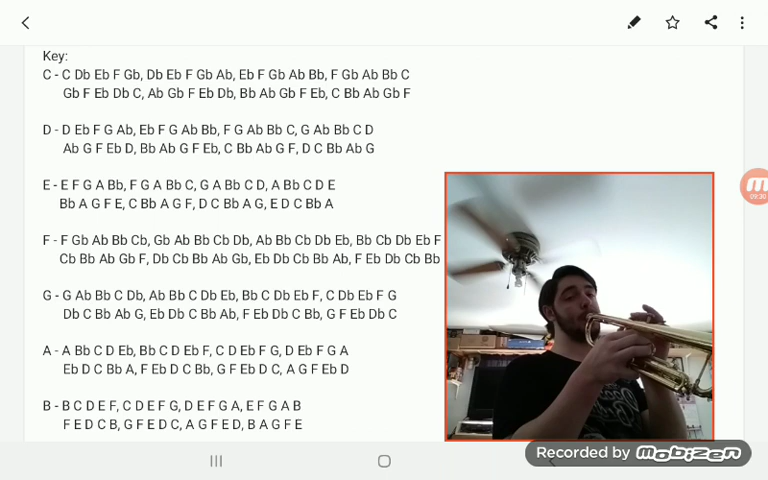 Key:
C - C Db Eb F Gb, Db Eb F Gb Ab, Eb F Gb Ab Bb, F Gb Ab Bb C
Gb F Eb Db C, Ab Gb F Eb Db, Bb Ab Gb F Eb, C Bb Ab Gb F
D - D Eb F G Ab, Eb F G Ab Bb, F G Ab Bb C, G Ab Bb C D
Ab G F Eb D, Bb Ab G F Eb, C Bb Ab G F, D C Bb Ab G
E - E F G A Bb, F G A Bb C, G A Bb C D, A Bb C D E
Bb A G F E, C Bb A G F, D C Bb A G, E D C Bb A
F - F Gb Ab Bb Cb, Gb Ab Bb Cb Db, Ab Bb Cb Db Eb, Bb Cb Db Eb F
Cb Bb Ab Gb F, Db Cb Bb Ab Gb, Eb Db Cb Bb Ab, F Eb Db Cb Bb
G - G Ab Bb C Db, Ab Bb C Db Eb, Bb C Db Eb F, C Db Eb F G
Db C Bb Ab G, Eb Db C Bb Ab, F Eb Db C Bb, G F Eb Db C
A - A Bb C D Eb, Bb C D Eb F, C D Eb F G, D Eb F G A
Eb D C Bb A, F Eb D C Bb, G F Eb D C, A G F Eb D
B - B C D E F, C D E F G, D E F G A, E F G A B
F E D C B, G F E D C, A G F E D, B A G F E
09:20
Recorded by mobizen